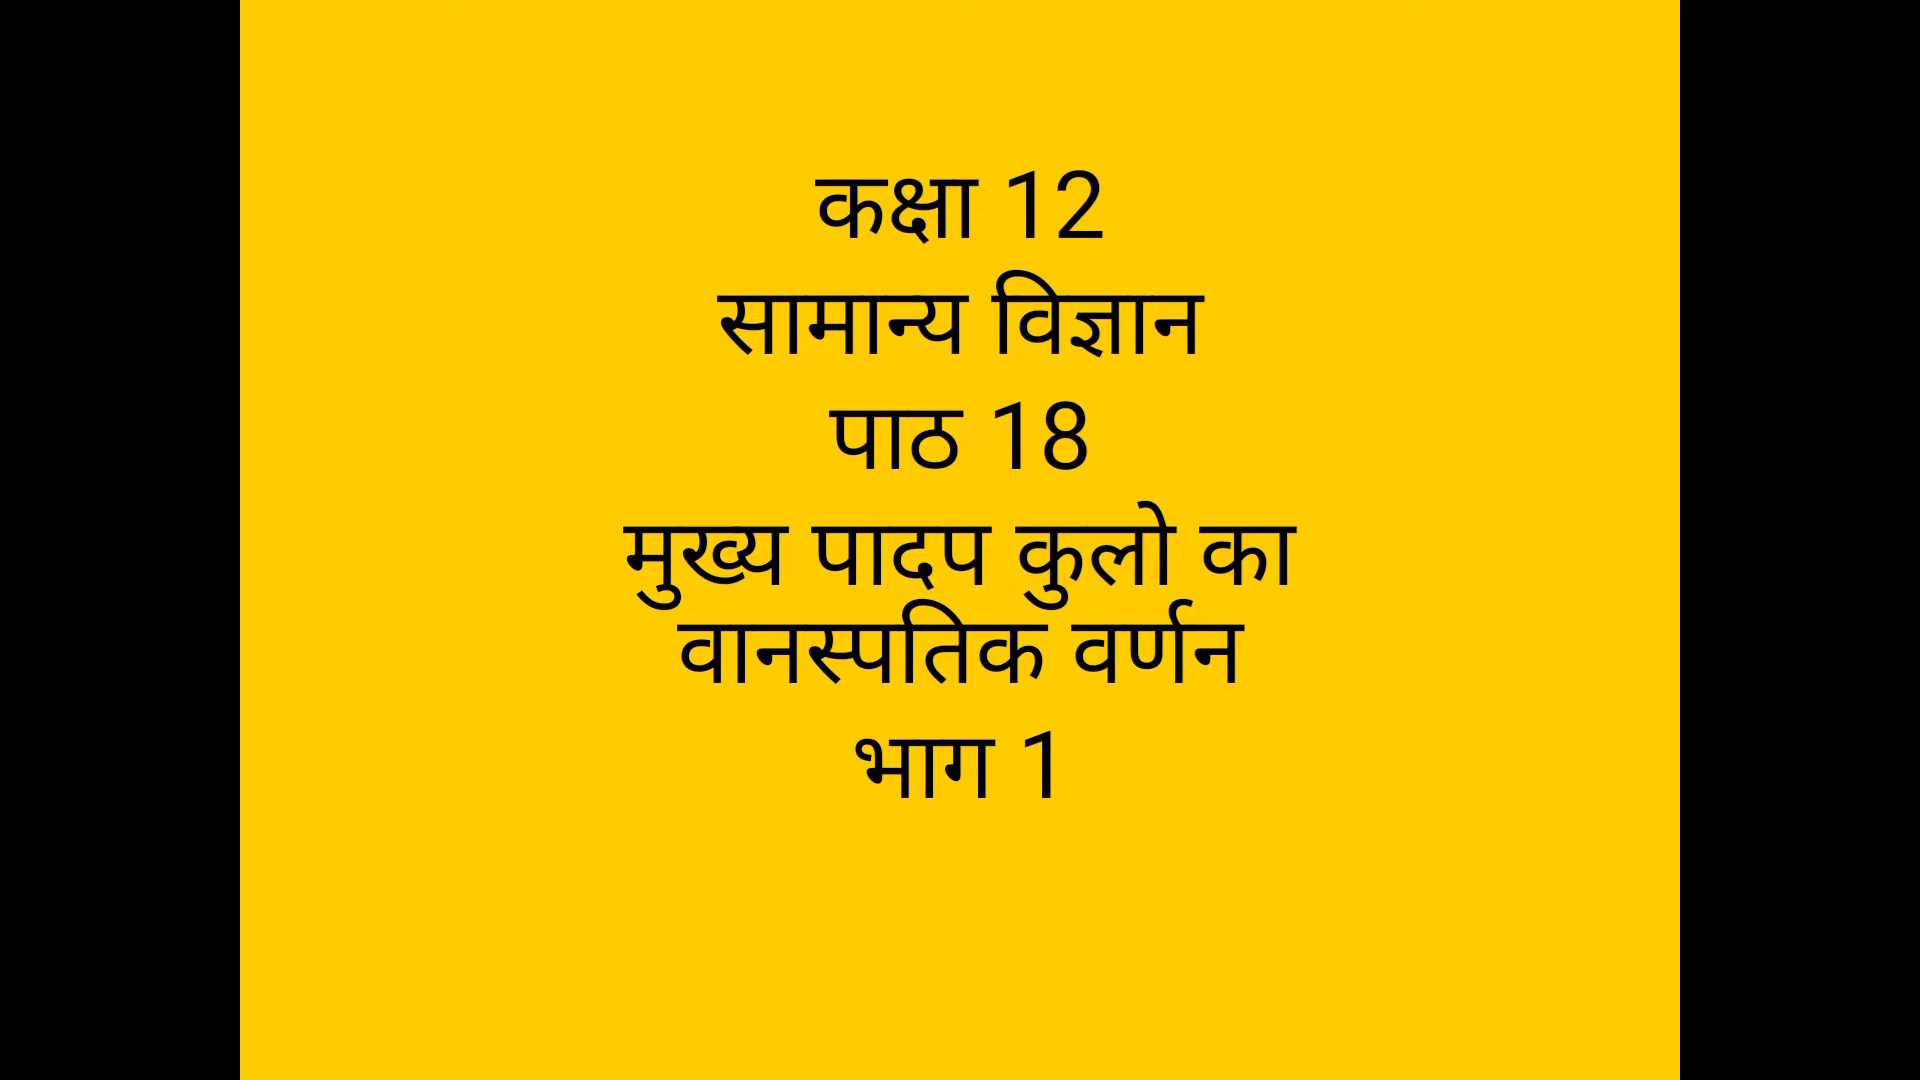 कक्षा 12
सामान्य विज्ञान
पाठ 18
मुख्य पादप कुलो का
वानस्पतिक वर्णन
भाग 1